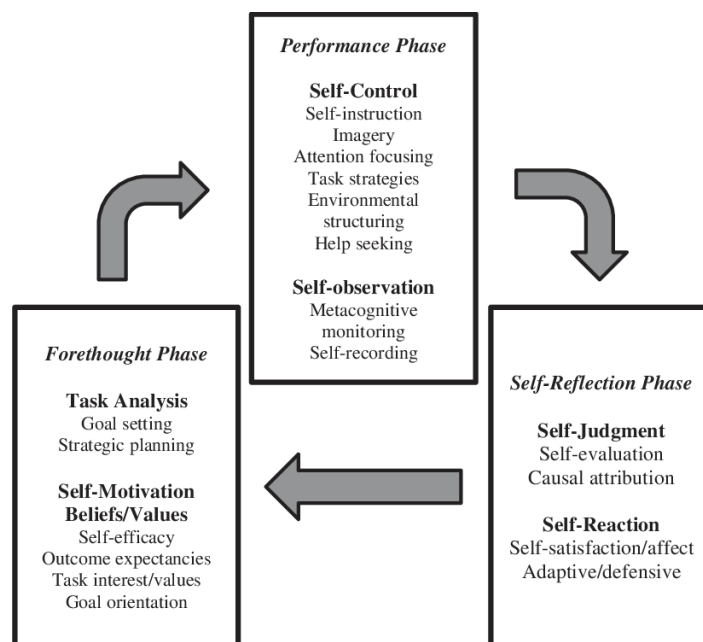 Performance Phase
Self-Control
Self-instruction
Imagery
Attention focusing
Task strategies
Environmental
structuring
Help seeking
Self-observation
Metacognitive
monitoring
Self-recording
Forethought Phase
Task Analysis
Goal setting
Strategic planning
Self-Motivation
Beliefs/Values
Self-efficacy
Outcome expectancies
Task interest/values
Goal orientation
Self-Reflection Phase
Self-Judgment
Self-evaluation
Causal attribution
Self-Reaction
Self-satisfaction/affect
Adaptive/defensive